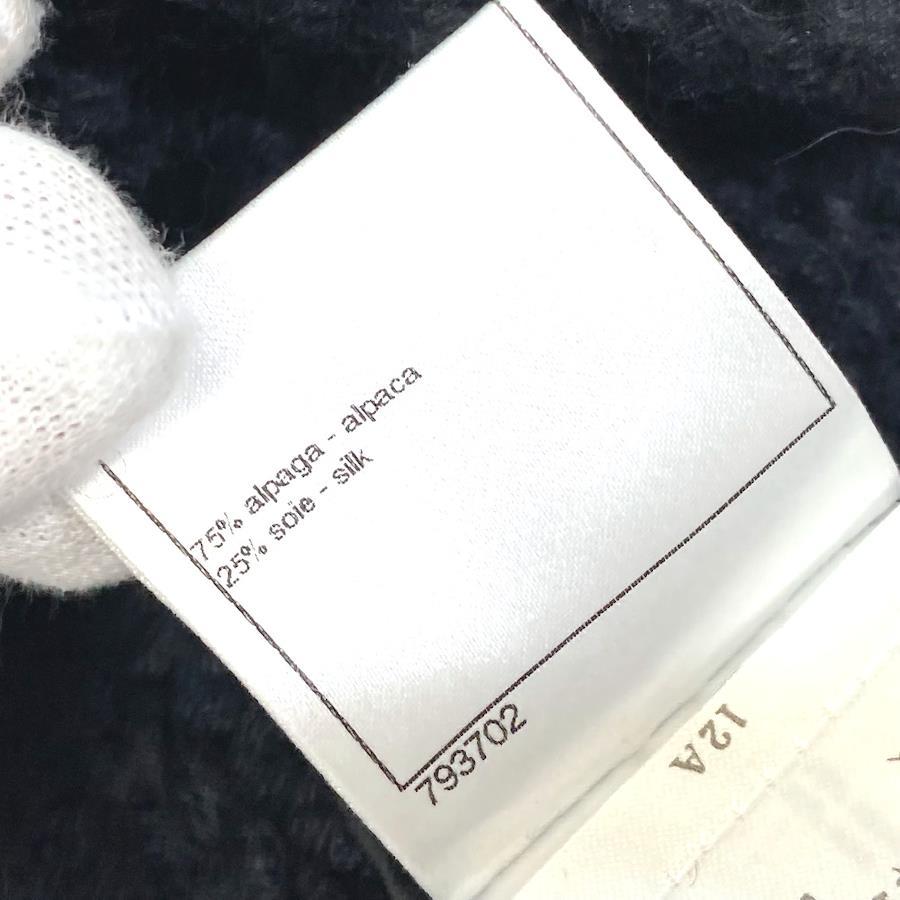 75% alpaga - alpaca
25% soie - silk
793702
12A